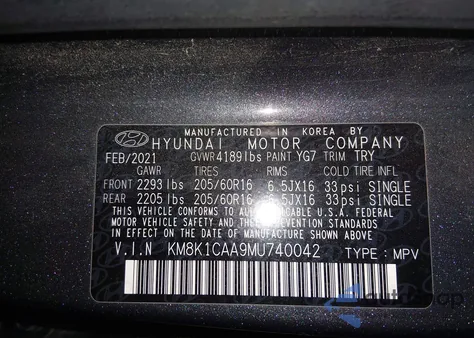 MANUFACTURED IN KOREA BY
HYUNDAI MOTOR COMPANY
FEB/2021 GVWR 4189lbs PAINT YG7 TRIM TRY
GAWR TIRES RIMS COLD TIRE INFL
FRONT 2293 lbs 205/60R16 6.5JX16 33psi SINGLE
REAR 2205 lbs 205/60R16 6.5JX16 33psi SINGLE
THIS VEHICLE CONFORMS TO ALL APPLICABLE U.S.A. FEDERAL
MOTOR VEHICLE SAFETY AND THEFT PREVENTION STANDARDS
IN EFFECT ON THE DATE OF MANUFACTURE SHOWN ABOVE.
V.I.N KM8K1CAA9MU740042 TYPE: MPV